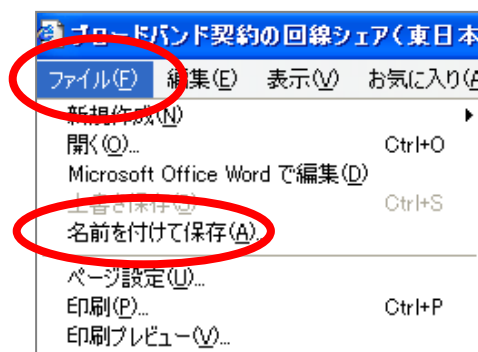 ブロードバンド契約の回線シェア(東日本
ファイル(F) 編集(E) 表示(V) お気に入り(A
新規作成(N)
開く(O)... Ctrl+O
Microsoft Office Word で編集(D)
上書き保存(S) Ctrl+S
名前を付けて保存(A)...
ページ設定(U)...
印刷(P)... Ctrl+P
印刷プレビュー(V)...